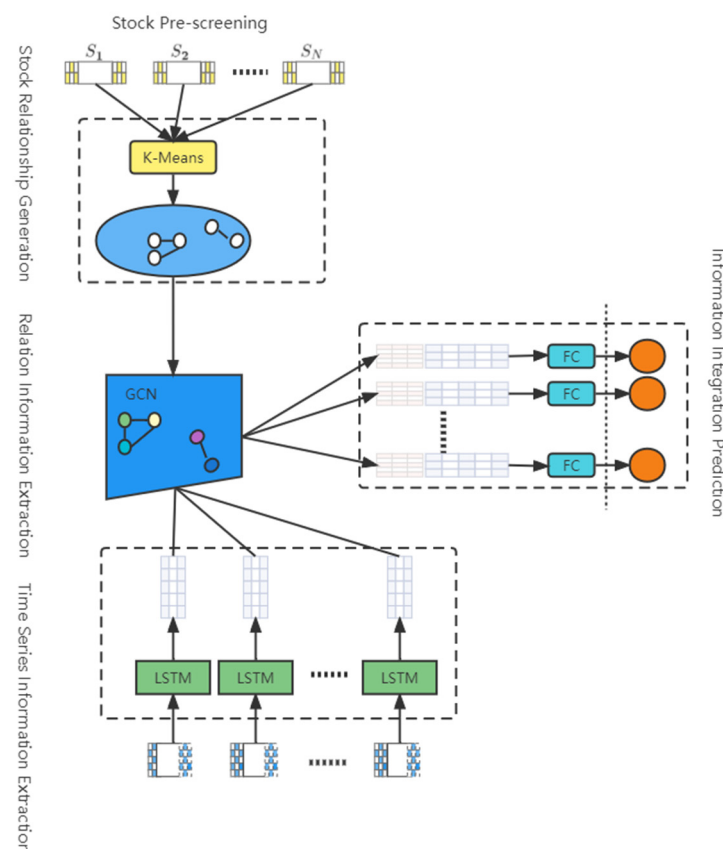 Stock Pre-screening
S1
S2
SN
Stock Relationship Generation
K-Means
Relation Information Extraction
GCN
Information Integration Prediction
FC
FC
FC
Time Series Information Extraction
LSTM
LSTM
LSTM